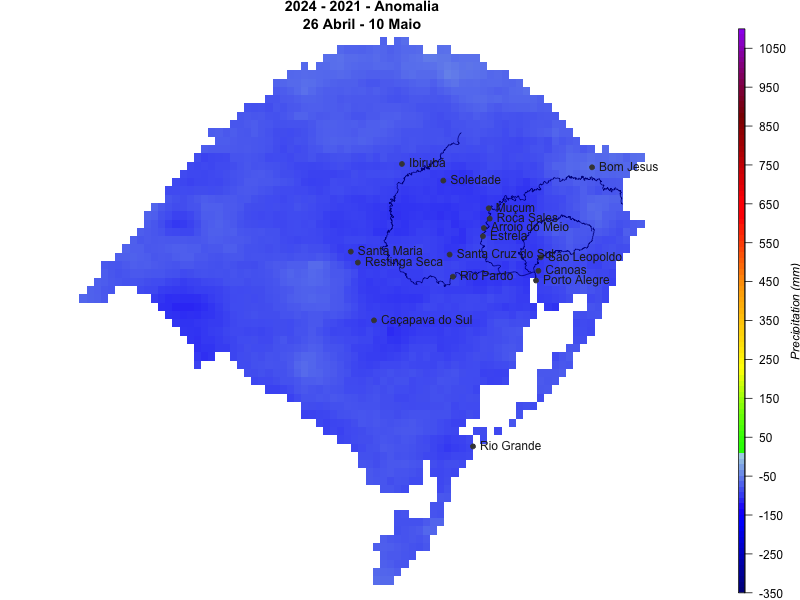 2024 - 2021 - Anomalia
26 Abril - 10 Maio
Ibirubá
Soledade
Bom Jesus
Muçum
Roca Sales
Arroio do Meio
Estrela
Santa Maria
Restinga Seca
Santa Cruz do Sul
São Leopoldo
Canoas
Rio Pardo
Porto Alegre
Caçapava do Sul
Rio Grande
1050
950
850
750
650
550
450
350
250
150
50
-50
-150
-250
-350
Precipitation (mm)